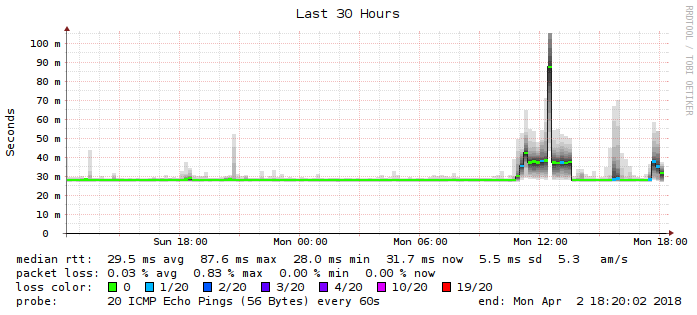 Last 30 Hours
RRDTOOL / TOBI OETIKER
Seconds
100 m
90 m
80 m
70 m
60 m
50 m
40 m
30 m
20 m
10 m
0
Sun 18:00 Mon 00:00 Mon 06:00 Mon 12:00 Mon 18:00
median rtt: 29.5 ms avg 87.6 ms max 28.0 ms min 31.7 ms now 5.5 ms sd 5.3 am/s
packet loss: 0.03 % avg 0.83 % max 0.00 % min 0.00 % now
loss color: 0 1/20 2/20 3/20 4/20 10/20 19/20
probe: 20 ICMP Echo Pings (56 Bytes) every 60s end: Mon Apr 2 18:20:02 2018